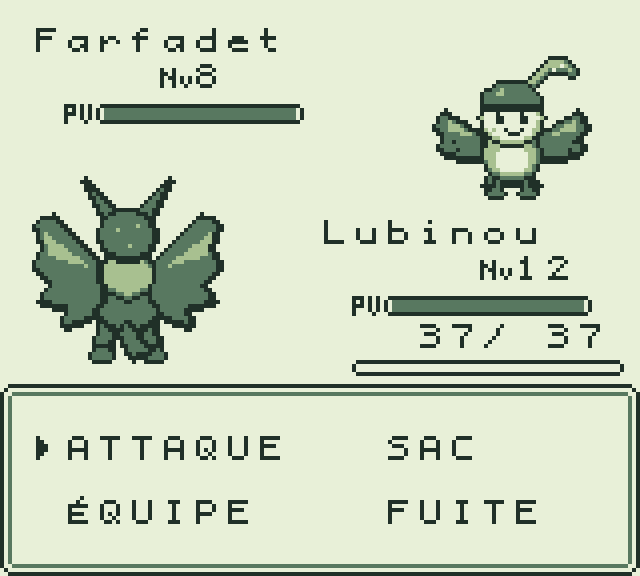 Farfadet
Nv8
PV
Lubinou
Nv12
PV
37/ 37
ATTAQUE SAC
ÉQUIPE FUITE